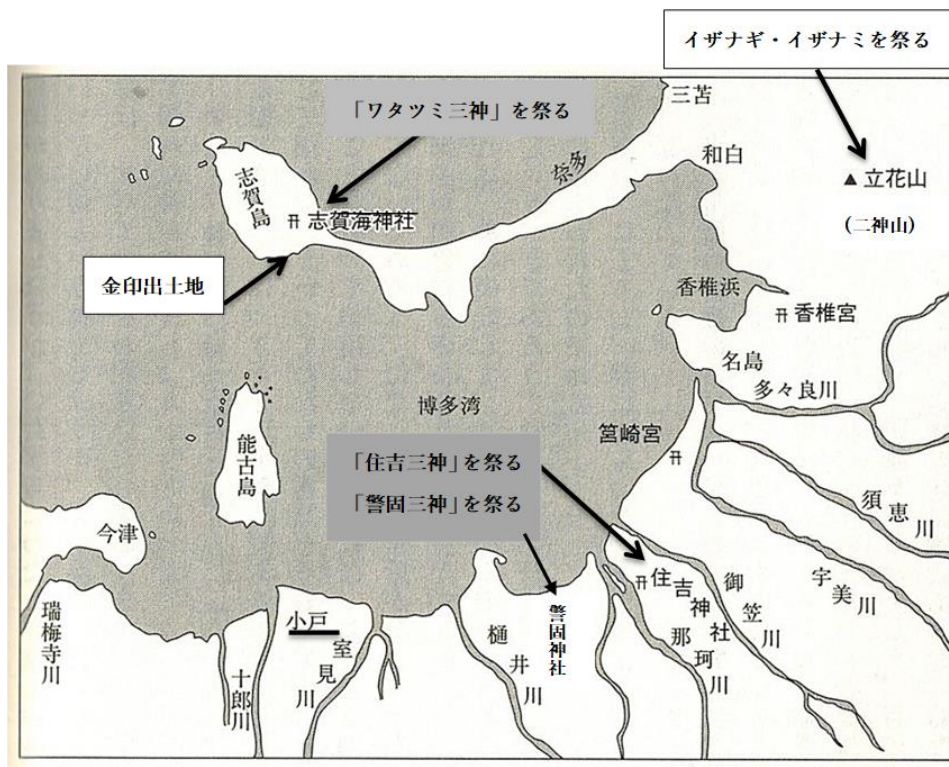 イザナギ・イザナミを祭る
三苫
「ワタツミ三神」を祭る
奈多
和白
立花山
(二神山)
志賀島
志賀海神社
金印出土地
香椎浜
香椎宮
名島
多々良川
博多湾
筥崎宮
能古島
「住吉三神」を祭る
「警固三神」を祭る
須恵川
今津
宇美川
住吉神社
御笠川
瑞梅寺川
小戸
警固神社
樋井川
那珂川
室見川
十郎川